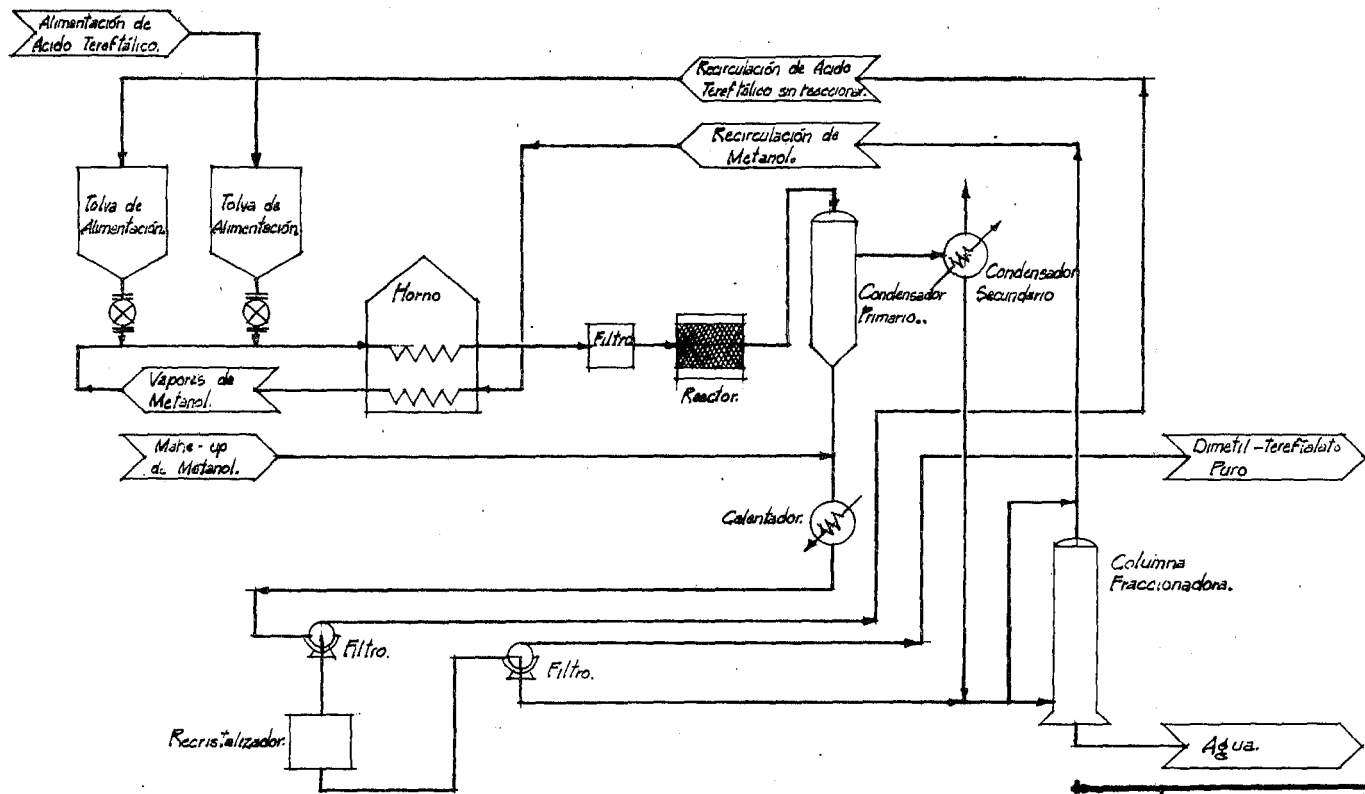 Alimentación de
Acido Tereftálico.
Recirculación de Acido
Tereftálico sin reaccionar.
Recirculación de
Metanol.
Tolva de
Alimentación.
Tolva de
Alimentación.
Horno
Filtro
Reactor.
Condensador
Primario..
Condensador
Secundario
Vapores de
Metanol.
Make-up
de Metanol.
Dimetil-Tereftalato
Puro
Calentador.
Columna
Fraccionadora.
Filtro.
Filtro.
Recristalizador.
Agua.